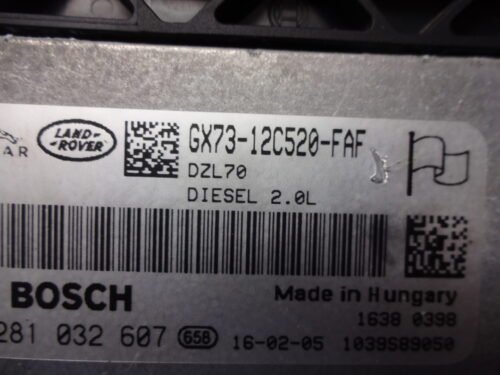 AR
LAND-
ROVER
GX73-12C520-FAF
DZL70
DIESEL 2.0L
BOSCH
Made in Hungary
1638 0398
281 032 607 658 16-02-05 1039S89050